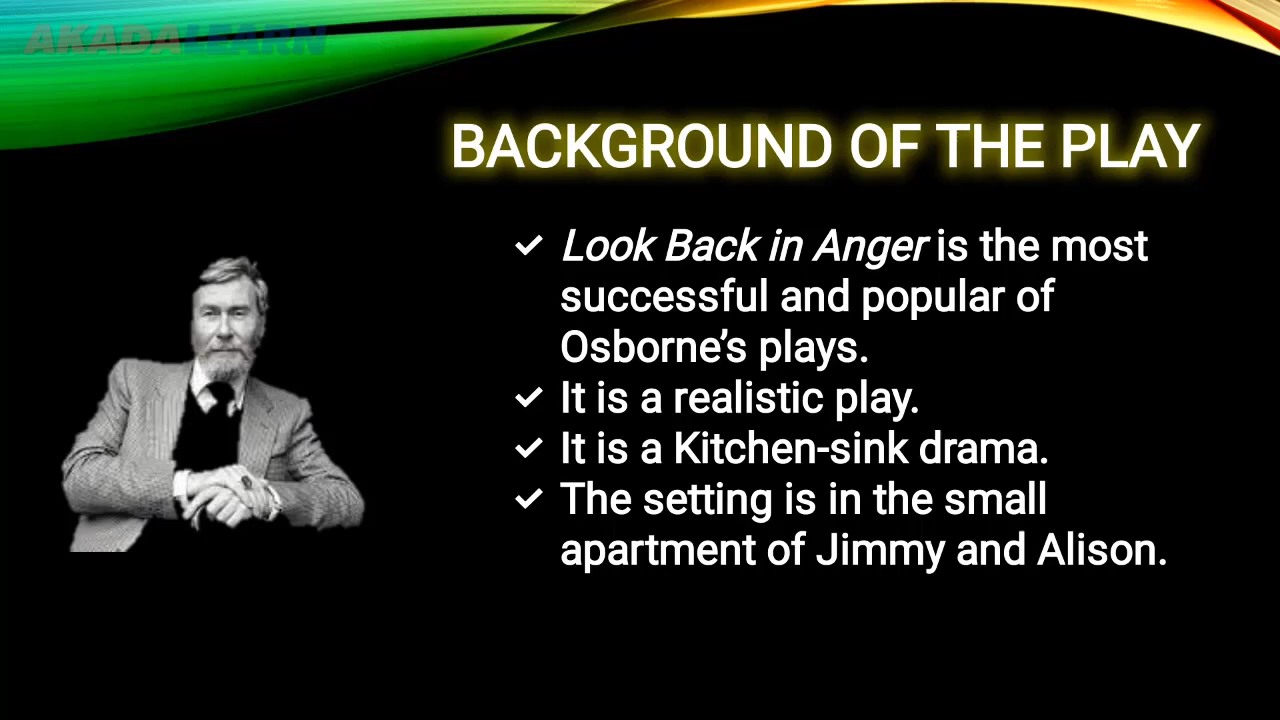 AKADALEARN
BACKGROUND OF THE PLAY
✓ Look Back in Anger is the most
successful and popular of
Osborne’s plays.
✓ It is a realistic play.
✓ It is a Kitchen-sink drama.
✓ The setting is in the small
apartment of Jimmy and Alison.